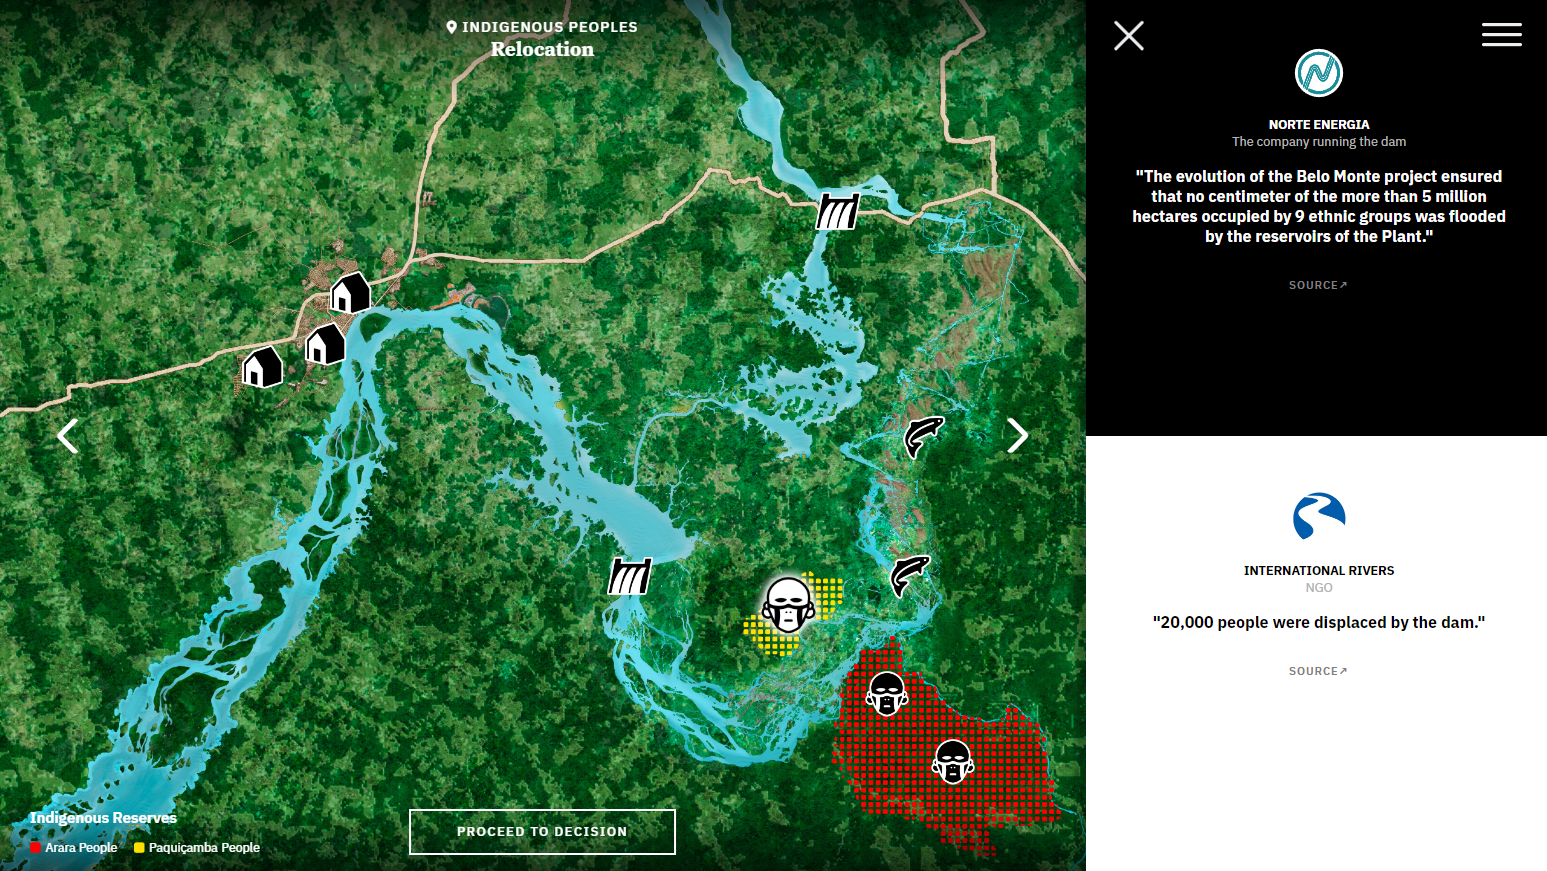 INDIGENOUS PEOPLES
Relocation
Indigenous Reserves
Arara People
Paquiçamba People
PROCEED TO DECISION
NORTE ENERGIA
The company running the dam
"The evolution of the Belo Monte project ensured
that no centimeter of the more than 5 million
hectares occupied by 9 ethnic groups was flooded
by the reservoirs of the Plant."
SOURCE↗
INTERNATIONAL RIVERS
NGO
"20,000 people were displaced by the dam."
SOURCE↗